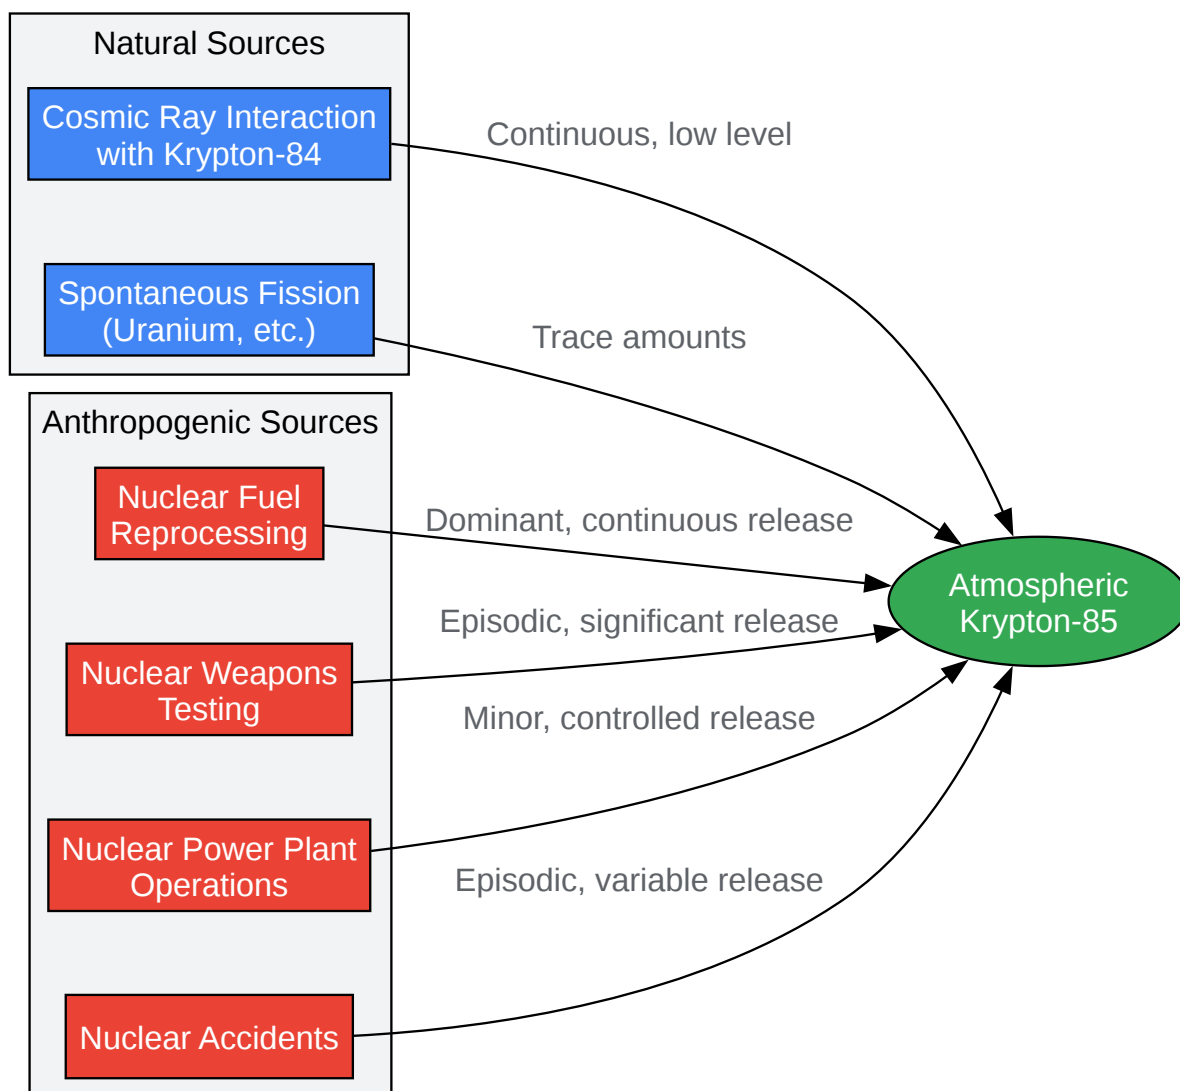 Natural Sources
Cosmic Ray Interaction
with Krypton-84
Continuous, low level
Spontaneous Fission
(Uranium, etc.)
Trace amounts
Anthropogenic Sources
Nuclear Fuel
Reprocessing
Dominant, continuous release
Atmospheric
Krypton-85
Nuclear Weapons
Testing
Episodic, significant release
Minor, controlled release
Nuclear Power Plant
Operations
Episodic, variable release
Nuclear Accidents